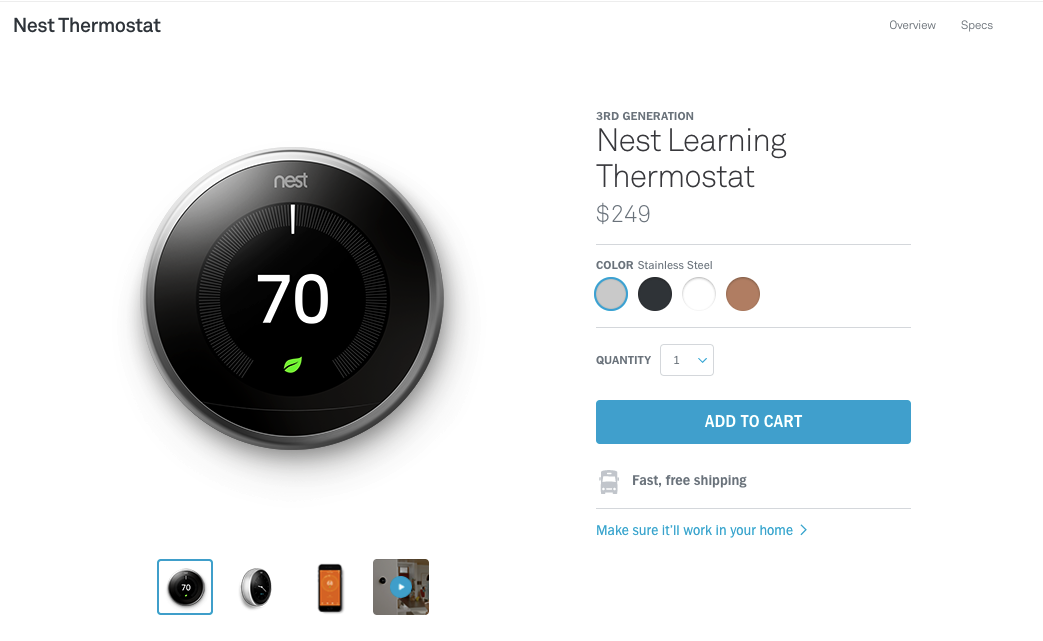 Nest Thermostat
Overview
Specs
nest
70
3RD GENERATION
Nest Learning
Thermostat
$249
COLOR Stainless Steel
QUANTITY 1
ADD TO CART
Fast, free shipping
Make sure it'll work in your home
70